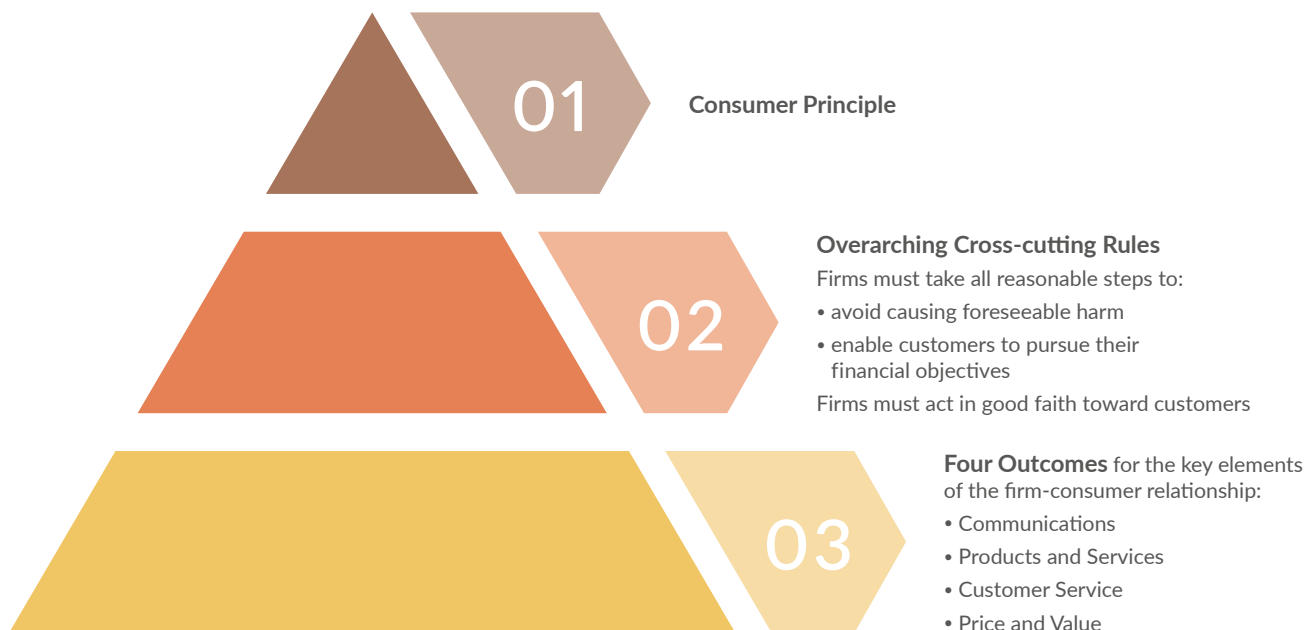 01
Consumer Principle
02
Overarching Cross-cutting Rules
Firms must take all reasonable steps to:
• avoid causing foreseeable harm
• enable customers to pursue their
financial objectives
Firms must act in good faith toward customers
03
Four Outcomes for the key elements
of the firm-consumer relationship:
• Communications
• Products and Services
• Customer Service
• Price and Value